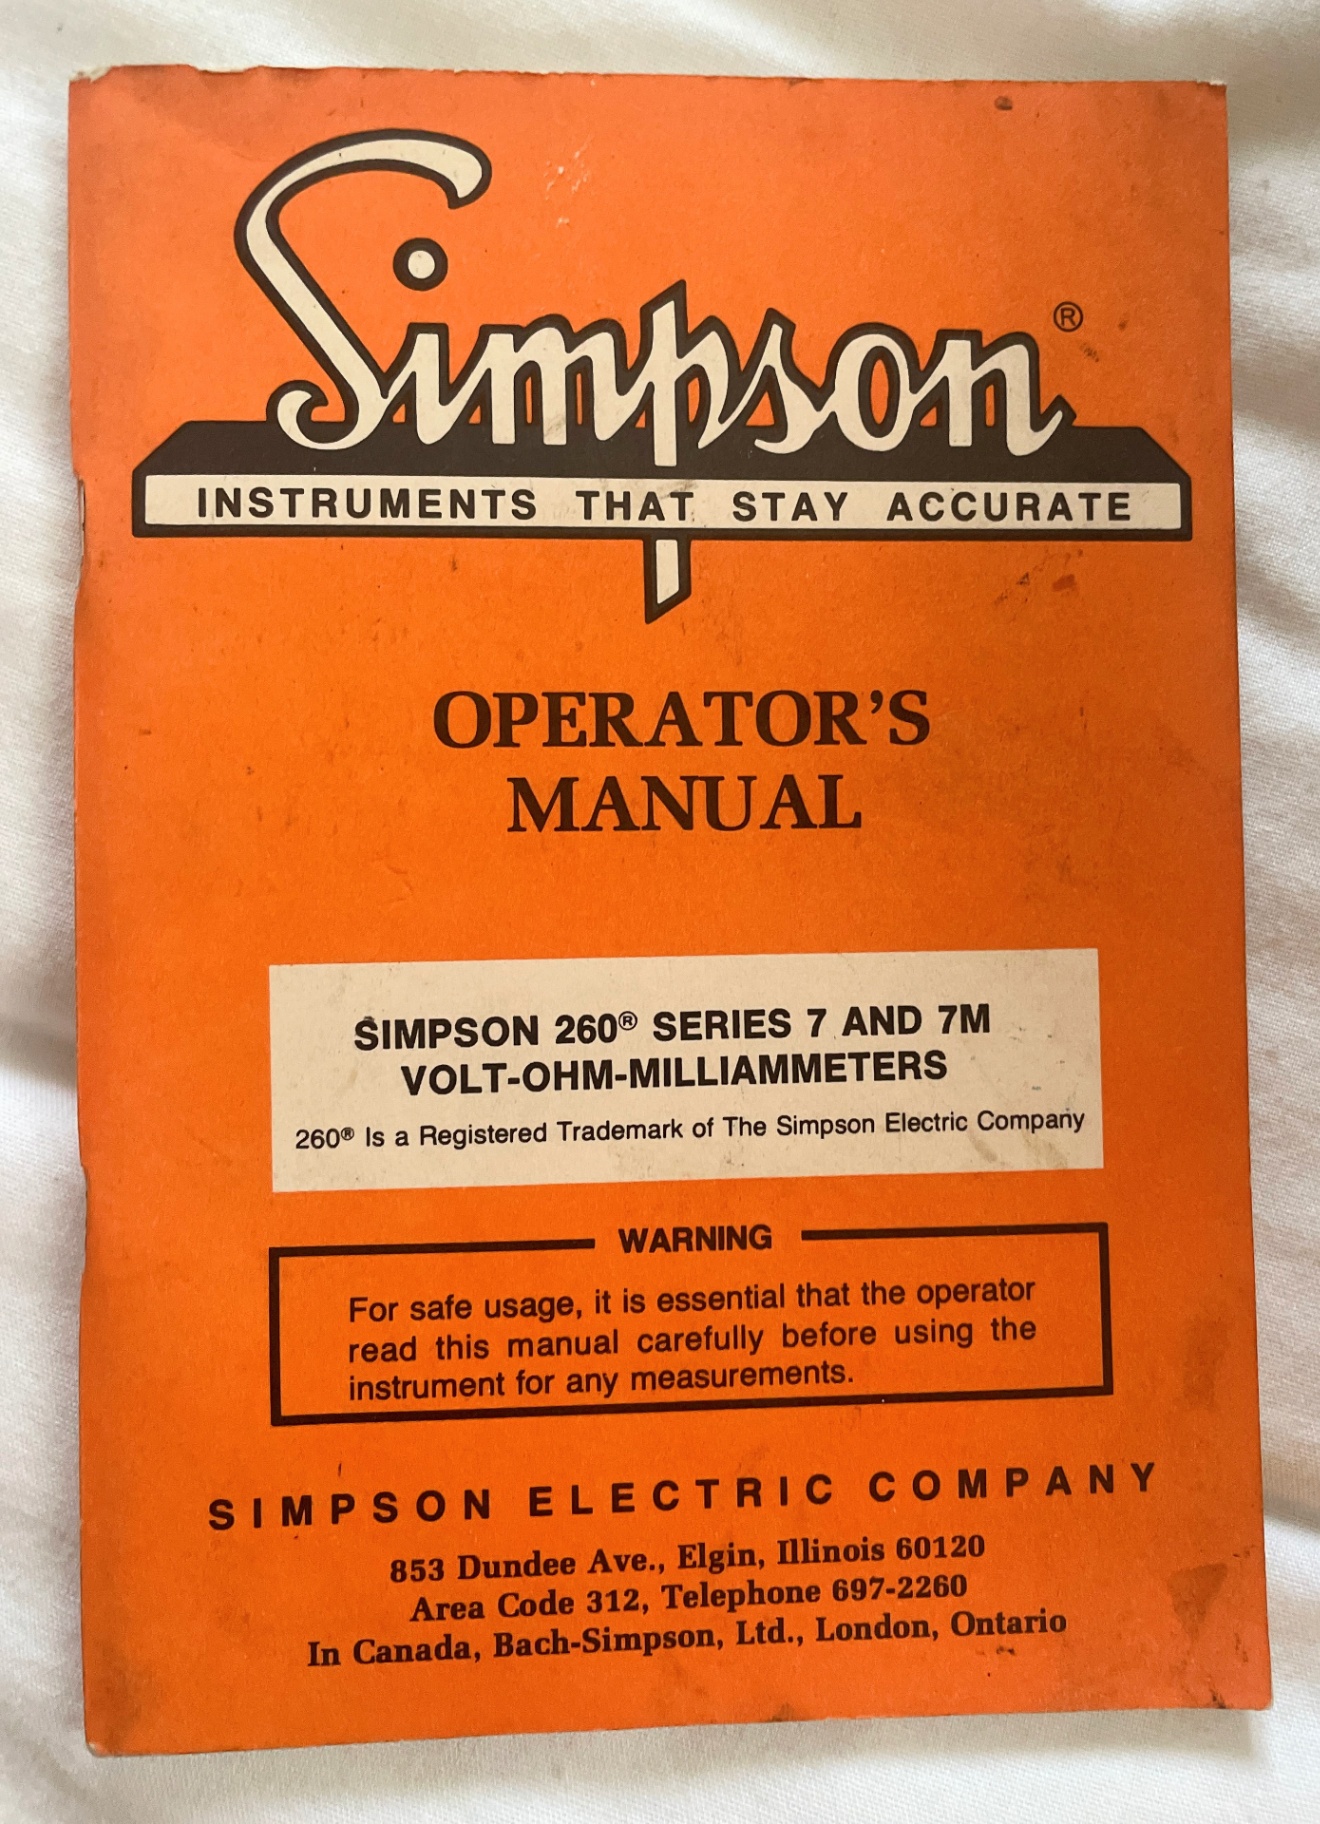 Simpson®
INSTRUMENTS THAT STAY ACCURATE
OPERATOR'S
MANUAL
SIMPSON 260® SERIES 7 AND 7M
VOLT-OHM-MILLIAMMETERS
260® Is a Registered Trademark of The Simpson Electric Company
WARNING
For safe usage, it is essential that the operator
read this manual carefully before using the
instrument for any measurements.
SIMPSON ELECTRIC COMPANY
853 Dundee Ave., Elgin, Illinois 60120
Area Code 312, Telephone 697-2260
In Canada, Bach-Simpson, Ltd., London, Ontario